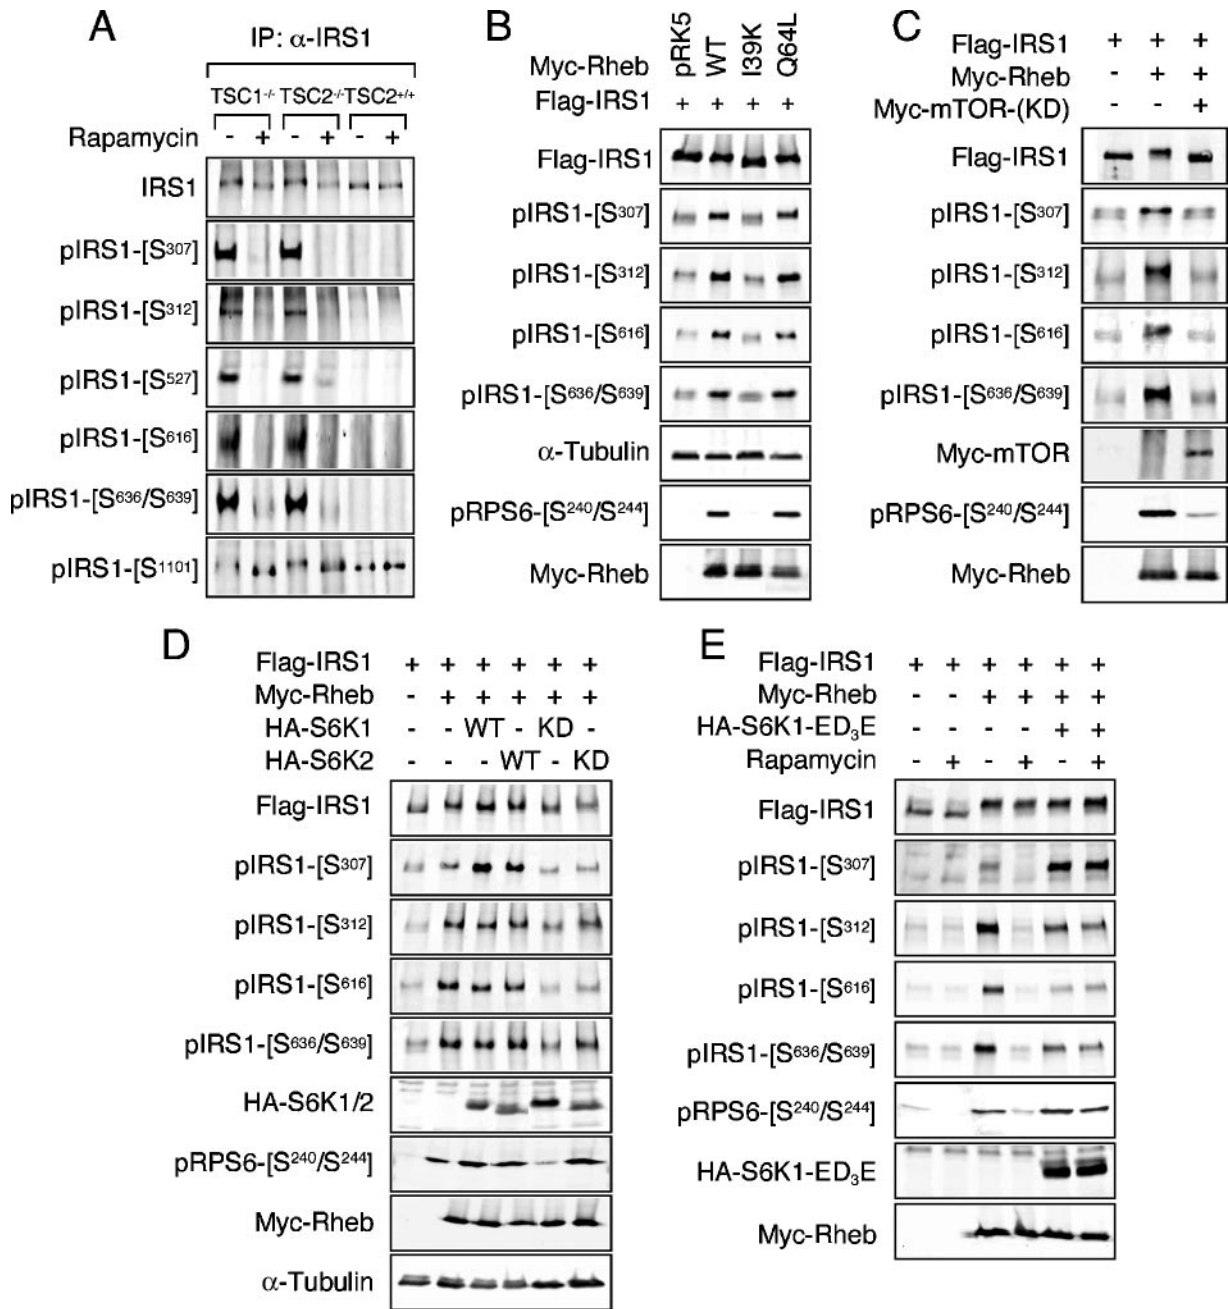 A
IP: α-IRS1
TSC1-/- TSC2-/- TSC2+/+
Rapamycin - + - + - +
IRS1
pIRS1-[S307]
pIRS1-[S312]
pIRS1-[S527]
pIRS1-[S616]
pIRS1-[S636/S639]
pIRS1-[S1101]
B
Myc-Rheb pRK5 WT I39K Q64L
Flag-IRS1 + + + +
Flag-IRS1
pIRS1-[S307]
pIRS1-[S312]
pIRS1-[S616]
pIRS1-[S636/S639]
α-Tubulin
pRPS6-[S240/S244]
Myc-Rheb
C
Flag-IRS1 + + +
Myc-Rheb - + +
Myc-mTOR-(KD) - - +
Flag-IRS1
pIRS1-[S307]
pIRS1-[S312]
pIRS1-[S616]
pIRS1-[S636/S639]
Myc-mTOR
pRPS6-[S240/S244]
Myc-Rheb
D
Flag-IRS1 + + + + + +
Myc-Rheb - + + + + +
HA-S6K1 - - WT - KD -
HA-S6K2 - - - WT - KD
Flag-IRS1
pIRS1-[S307]
pIRS1-[S312]
pIRS1-[S616]
pIRS1-[S636/S639]
HA-S6K1/2
pRPS6-[S240/S244]
Myc-Rheb
α-Tubulin
E
Flag-IRS1 + + + + + +
Myc-Rheb - - + + + +
HA-S6K1-ED3E - - - - + +
Rapamycin - + - + - +
Flag-IRS1
pIRS1-[S307]
pIRS1-[S312]
pIRS1-[S616]
pIRS1-[S636/S639]
pRPS6-[S240/S244]
HA-S6K1-ED3E
Myc-Rheb